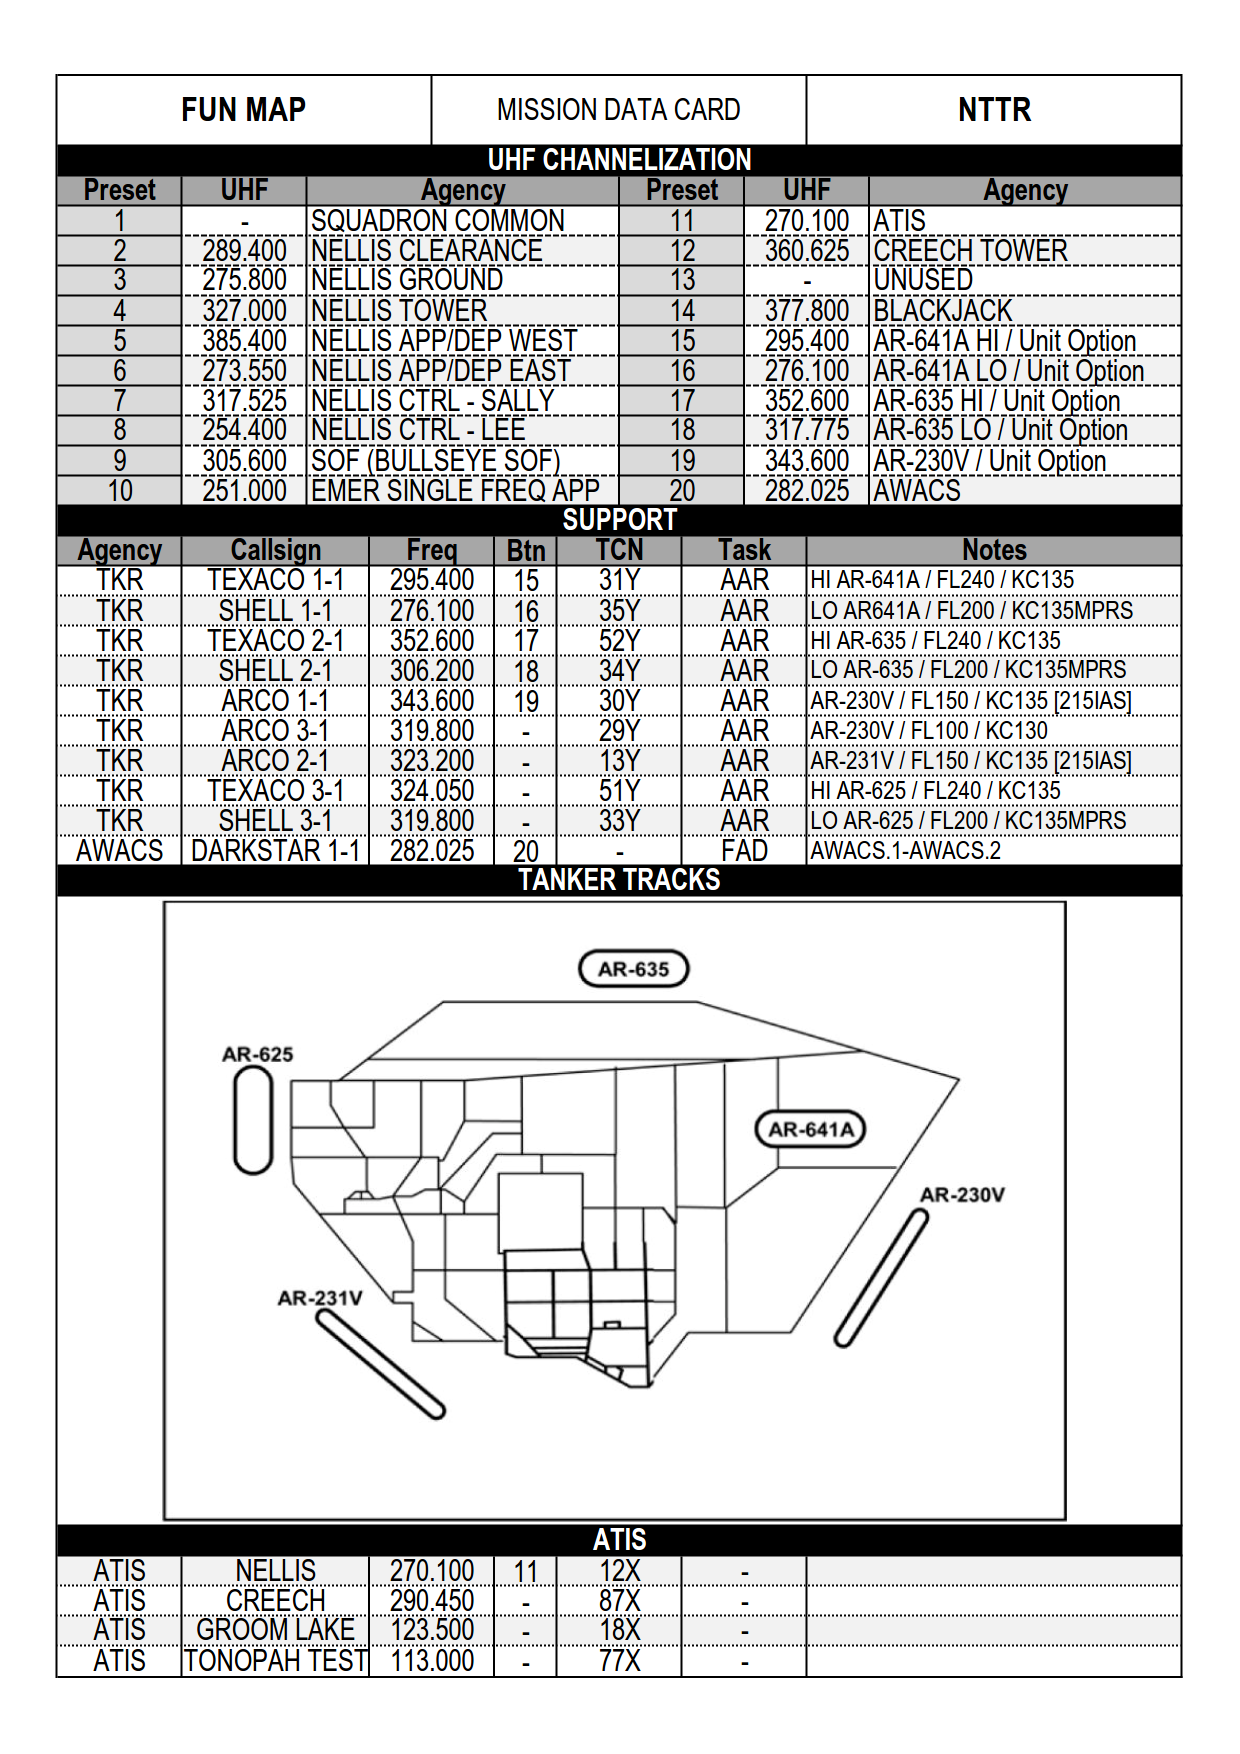 FUN MAP MISSION DATA CARD NTTR
UHF CHANNELIZATION
Preset UHF Agency Preset UHF Agency
1 - SQUADRON COMMON 11 270.100 ATIS
2 289.400 NELLIS CLEARANCE 12 360.625 CREECH TOWER
3 275.800 NELLIS GROUND 13 - UNUSED
4 327.000 NELLIS TOWER 14 377.800 BLACKJACK
5 385.400 NELLIS APP/DEP WEST 15 295.400 AR-641A HI / Unit Option
6 273.550 NELLIS APP/DEP EAST 16 276.100 AR-641A LO / Unit Option
7 317.525 NELLIS CTRL - SALLY 17 352.600 AR-635 HI / Unit Option
8 254.400 NELLIS CTRL - LEE 18 317.775 AR-635 LO / Unit Option
9 305.600 SOF (BULLSEYE SOF) 19 343.600 AR-230V / Unit Option
10 251.000 EMER SINGLE FREQ APP 20 282.025 AWACS
SUPPORT
Agency Callsign Freq Btn TCN Task Notes
TKR TEXACO 1-1 295.400 15 31Y AAR HI AR-641A / FL240 / KC135
TKR SHELL 1-1 276.100 16 35Y AAR LO AR641A / FL200 / KC135MPRS
TKR TEXACO 2-1 352.600 17 52Y AAR HI AR-635 / FL240 / KC135
TKR SHELL 2-1 306.200 18 34Y AAR LO AR-635 / FL200 / KC135MPRS
TKR ARCO 1-1 343.600 19 30Y AAR AR-230V / FL150 / KC135 [215IAS]
TKR ARCO 3-1 319.800 - 29Y AAR AR-230V / FL100 / KC130
TKR ARCO 2-1 323.200 - 13Y AAR AR-231V / FL150 / KC135 [215IAS]
TKR TEXACO 3-1 324.050 - 51Y AAR HI AR-625 / FL240 / KC135
TKR SHELL 3-1 319.800 - 33Y AAR LO AR-625 / FL200 / KC135MPRS
AWACS DARKSTAR 1-1 282.025 20 - FAD AWACS.1-AWACS.2
TANKER TRACKS
AR-635
AR-625
AR-641A
AR-230V
AR-231V
ATIS
ATIS NELLIS 270.100 11 12X -
ATIS CREECH 290.450 - 87X -
ATIS GROOM LAKE 123.500 - 18X -
ATIS TONOPAH TEST 113.000 - 77X -